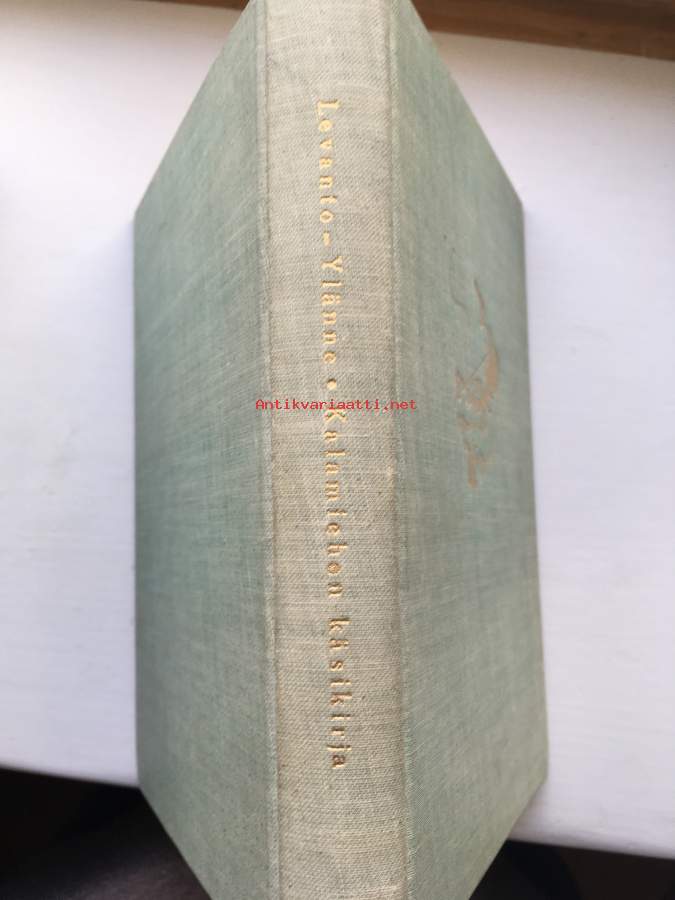 Levanto-Ylänne • Kalamiehen käsikirja
Antikvariaatti.net